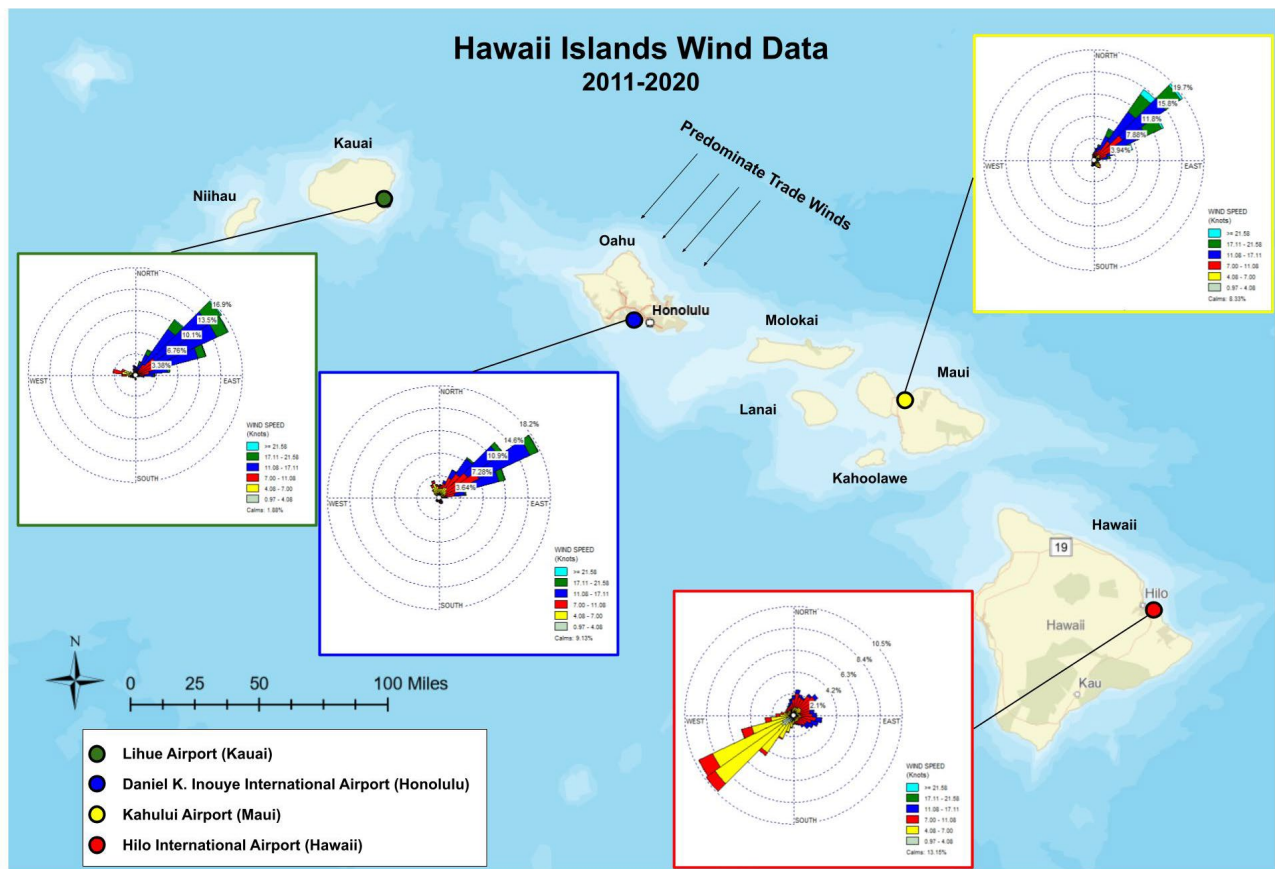 Hawaii Islands Wind Data
2011-2020
Predominate Trade Winds
Kauai
Niihau
Oahu
Honolulu
Molokai
Lanai
Maui
Kahoolawe
Hawaii
19
Hilo
Hawaii
Kau
NORTH
16.9%
13.5%
10.1%
6.76%
3.38%
WEST
EAST
SOUTH
WIND SPEED
(Knots)
>= 21.58
17.11 - 21.58
11.08 - 17.11
7.00 - 11.08
4.08 - 7.00
0.97 - 4.08
Calms: 1.88%
NORTH
18.2%
14.6%
10.9%
7.28%
3.64%
WEST
EAST
SOUTH
WIND SPEED
(Knots)
>= 21.58
17.11 - 21.58
11.08 - 17.11
7.00 - 11.08
4.08 - 7.00
0.97 - 4.08
Calms: 9.13%
NORTH
19.7%
15.8%
11.8%
7.88%
3.94%
WEST
EAST
SOUTH
WIND SPEED
(Knots)
>= 21.58
17.11 - 21.58
11.08 - 17.11
7.00 - 11.08
4.08 - 7.00
0.97 - 4.08
Calms: 8.33%
NORTH
10.5%
8.4%
6.3%
4.2%
2.1%
WEST
EAST
SOUTH
WIND SPEED
(Knots)
>= 21.58
17.11 - 21.58
11.08 - 17.11
7.00 - 11.08
4.08 - 7.00
0.97 - 4.08
Calms: 13.15%
N
0 25 50 100 Miles
Lihue Airport (Kauai)
Daniel K. Inouye International Airport (Honolulu)
Kahului Airport (Maui)
Hilo International Airport (Hawaii)